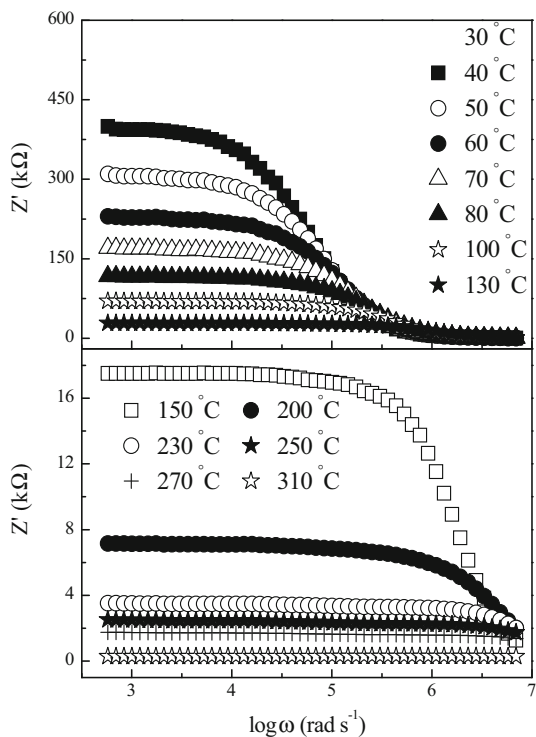 600
450
300
150
0
Z' (kΩ)
30 °C
40 °C
50 °C
60 °C
70 °C
80 °C
100 °C
130 °C
16
12
8
4
0
Z' (kΩ)
150 °C 200 °C
230 °C 250 °C
270 °C 310 °C
3 4 5 6 7
logω (rad s⁻¹)